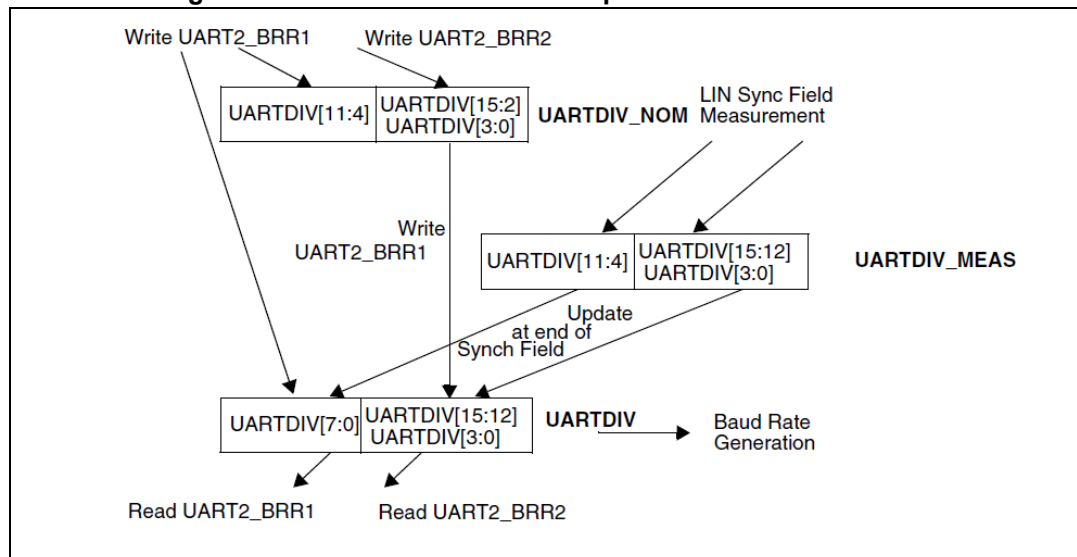 Write UART2_BRR1
Write UART2_BRR2
UARTDIV[11:4]
UARTDIV[15:2]
UARTDIV[3:0]
UARTDIV_NOM
LIN Sync Field
Measurement
Write
UART2_BRR1
UARTDIV[11:4]
UARTDIV[15:12]
UARTDIV[3:0]
UARTDIV_MEAS
Update
at end of
Synch Field
UARTDIV[7:0]
UARTDIV[15:12]
UARTDIV[3:0]
UARTDIV
Baud Rate
Generation
Read UART2_BRR1
Read UART2_BRR2